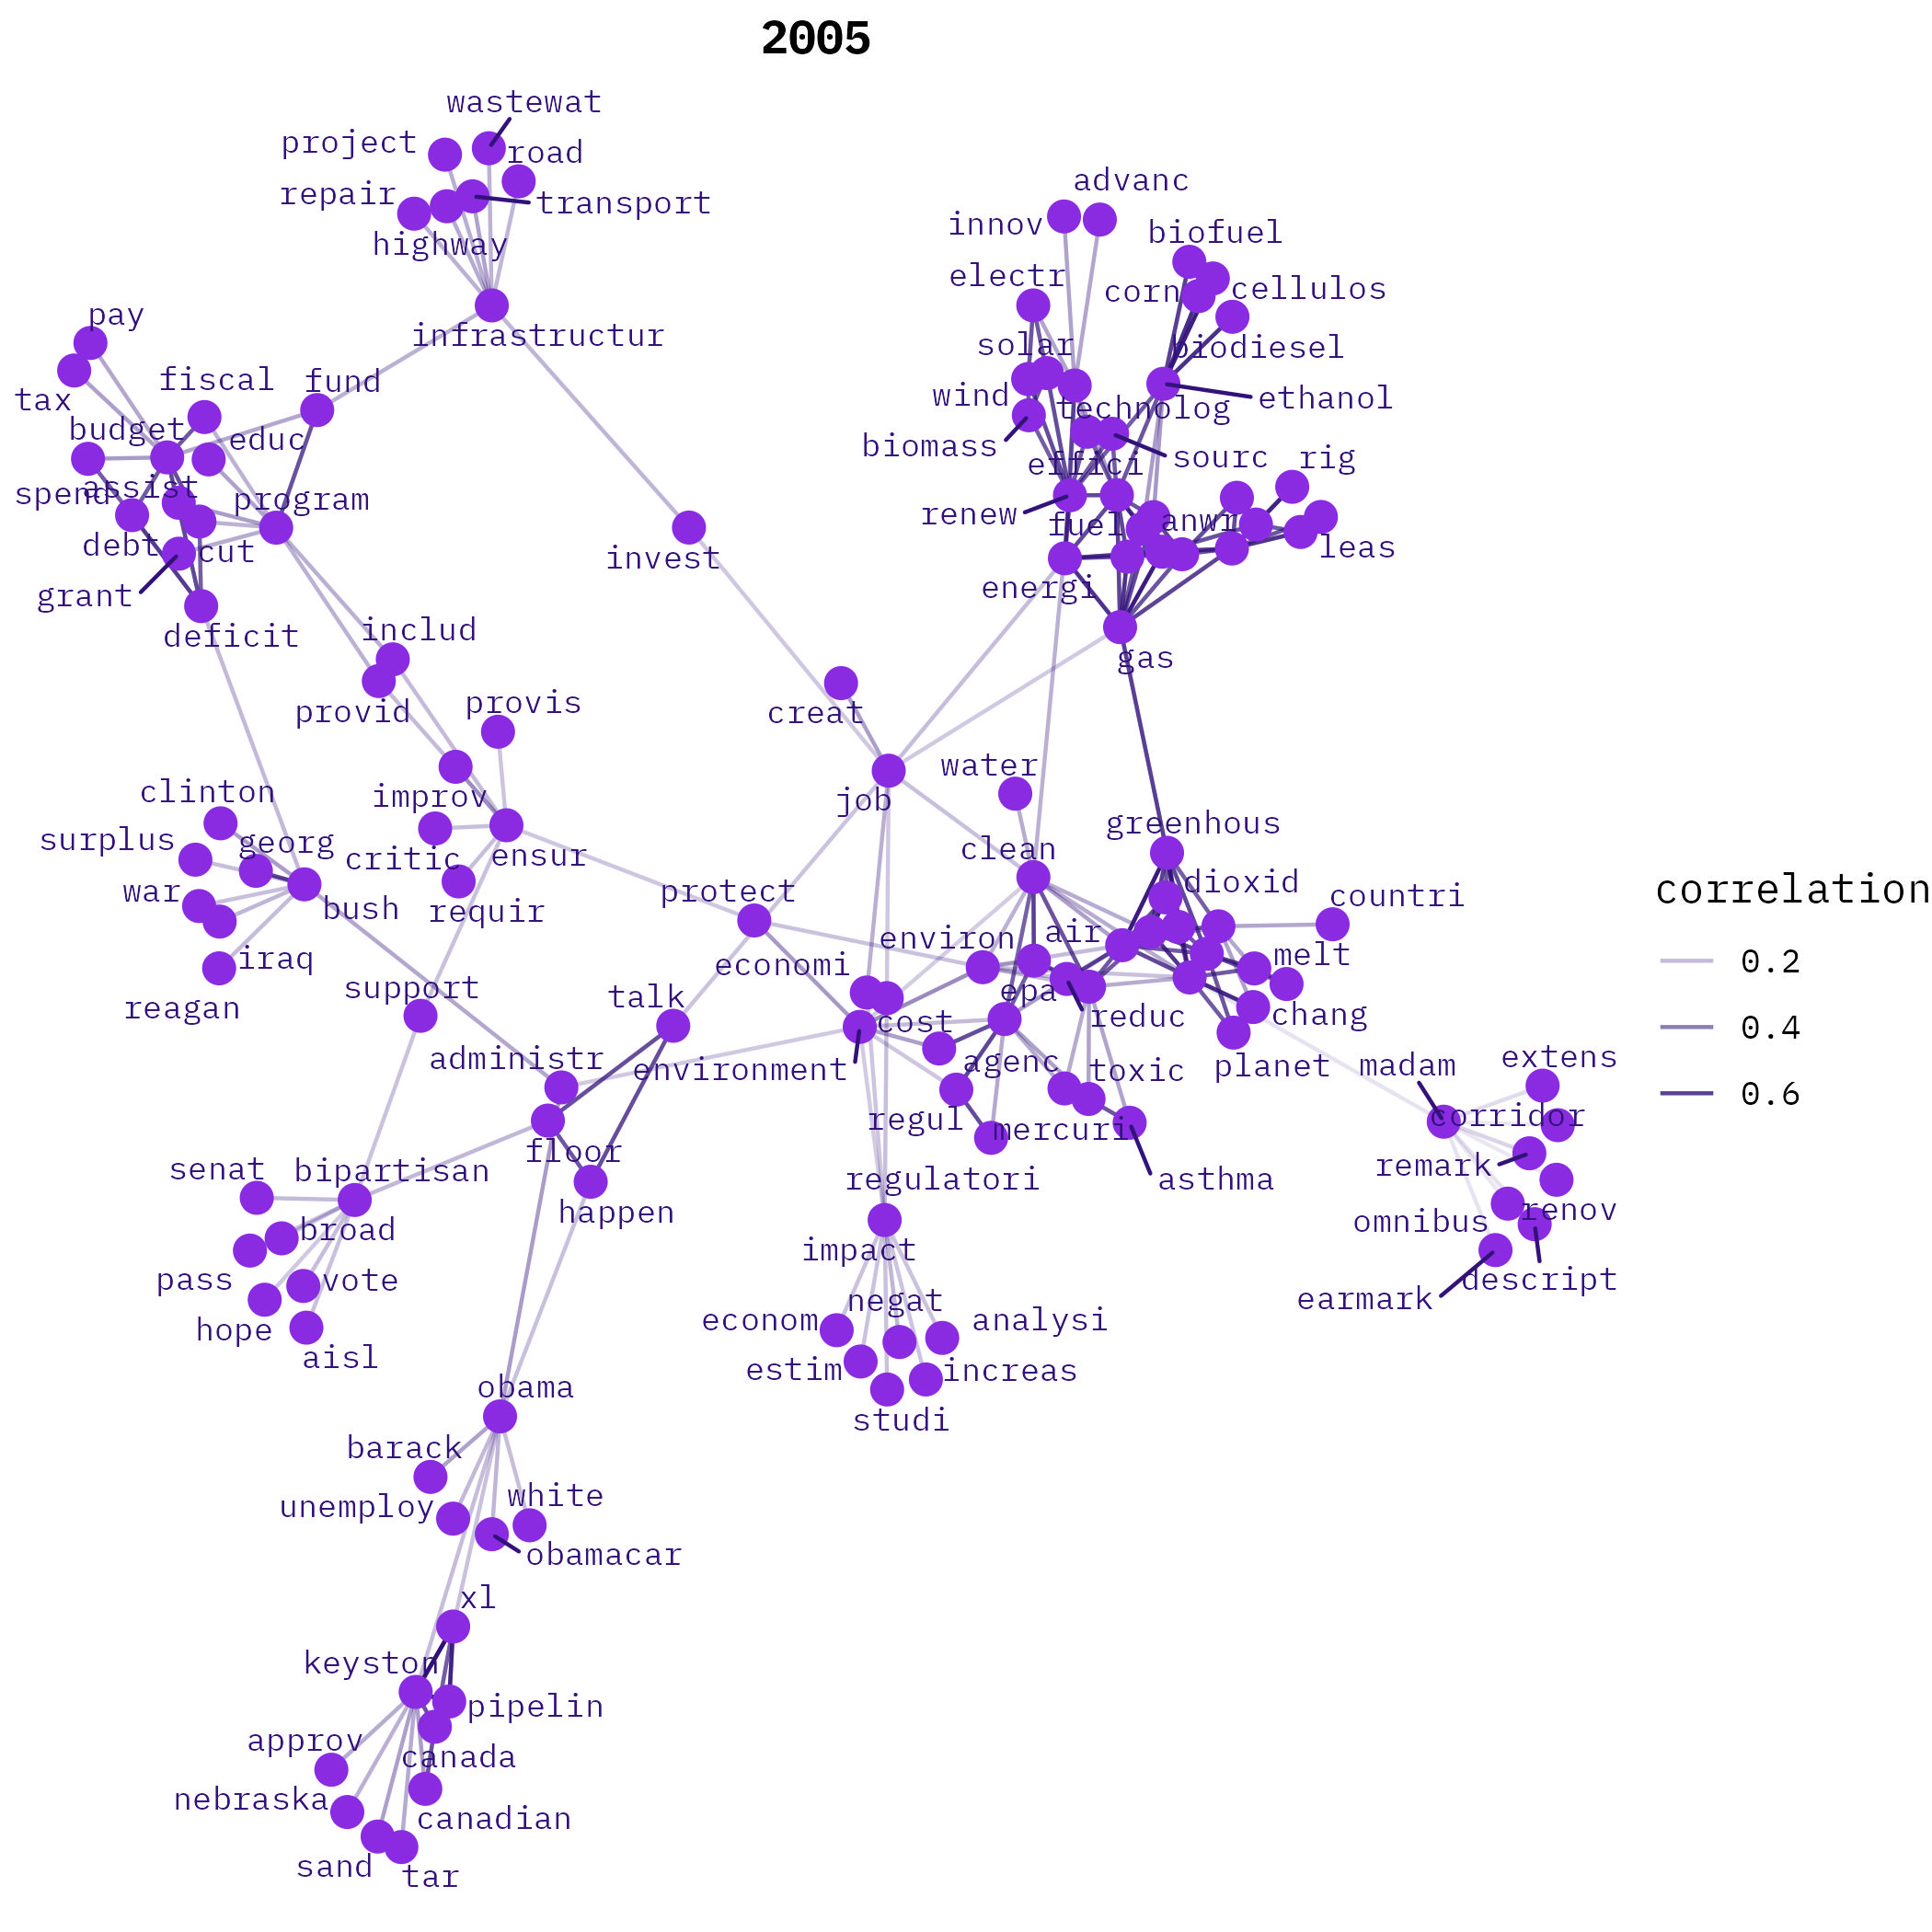 2005
wastewat
project
road
repair
transport
highway
infrastructur
advanc
innov
biofuel
electr
corn
cellulos
solar
biodiesel
wind
ethanol
technolog
biomass
sourc
rig
effici
renew
fuel
anwr
leas
energi
gas
pay
fiscal
fund
tax
budget
educ
spend
assist
program
debt
cut
grant
deficit
invest
includ
provid
provis
creat
job
water
clinton
improv
surplus
georg
critic
ensur
war
bush
requir
iraq
reagan
support
protect
greenhous
clean
dioxid
countri
environ
air
melt
economi
epa
talk
cost
reduc
chang
administr
environment
agenc
toxic
planet
madam
extens
regul
mercuri
corridor
floor
remark
asthma
regulatori
senat
bipartisan
happen
omnibus
renov
broad
impact
pass
vote
earmark
descript
hope
aisl
negat
econom
analysi
estim
increas
studi
obama
barack
unemploy
white
obamacar
xl
keyston
pipelin
approv
canada
nebraska
canadian
sand
tar
correlation
0.2
0.4
0.6